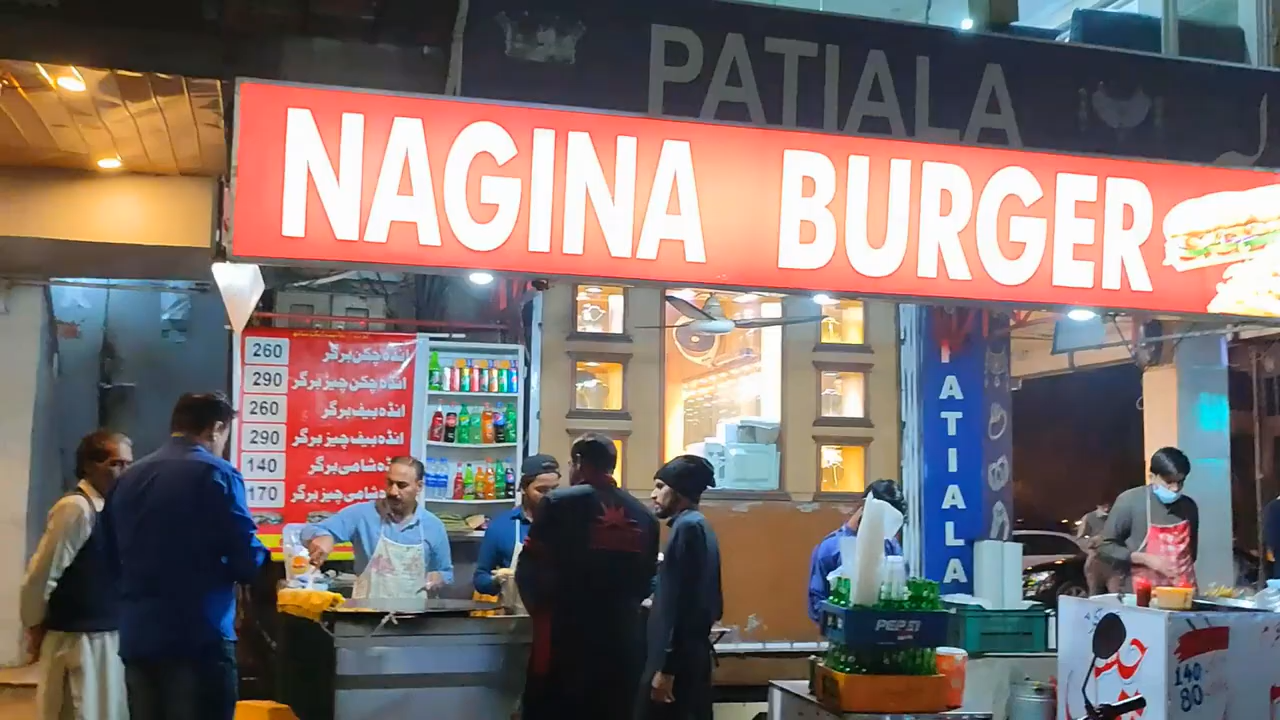 PATIALA
NAGINA BURGER
260 انڈہ چکن برگر
290 انڈہ چکن چیز برگر
260 انڈہ بیف برگر
290 انڈہ بیف چیز برگر
140 انڈہ شامی برگر
170 انڈہ شامی چیز برگر
PATIALA
PEPSI
140
80